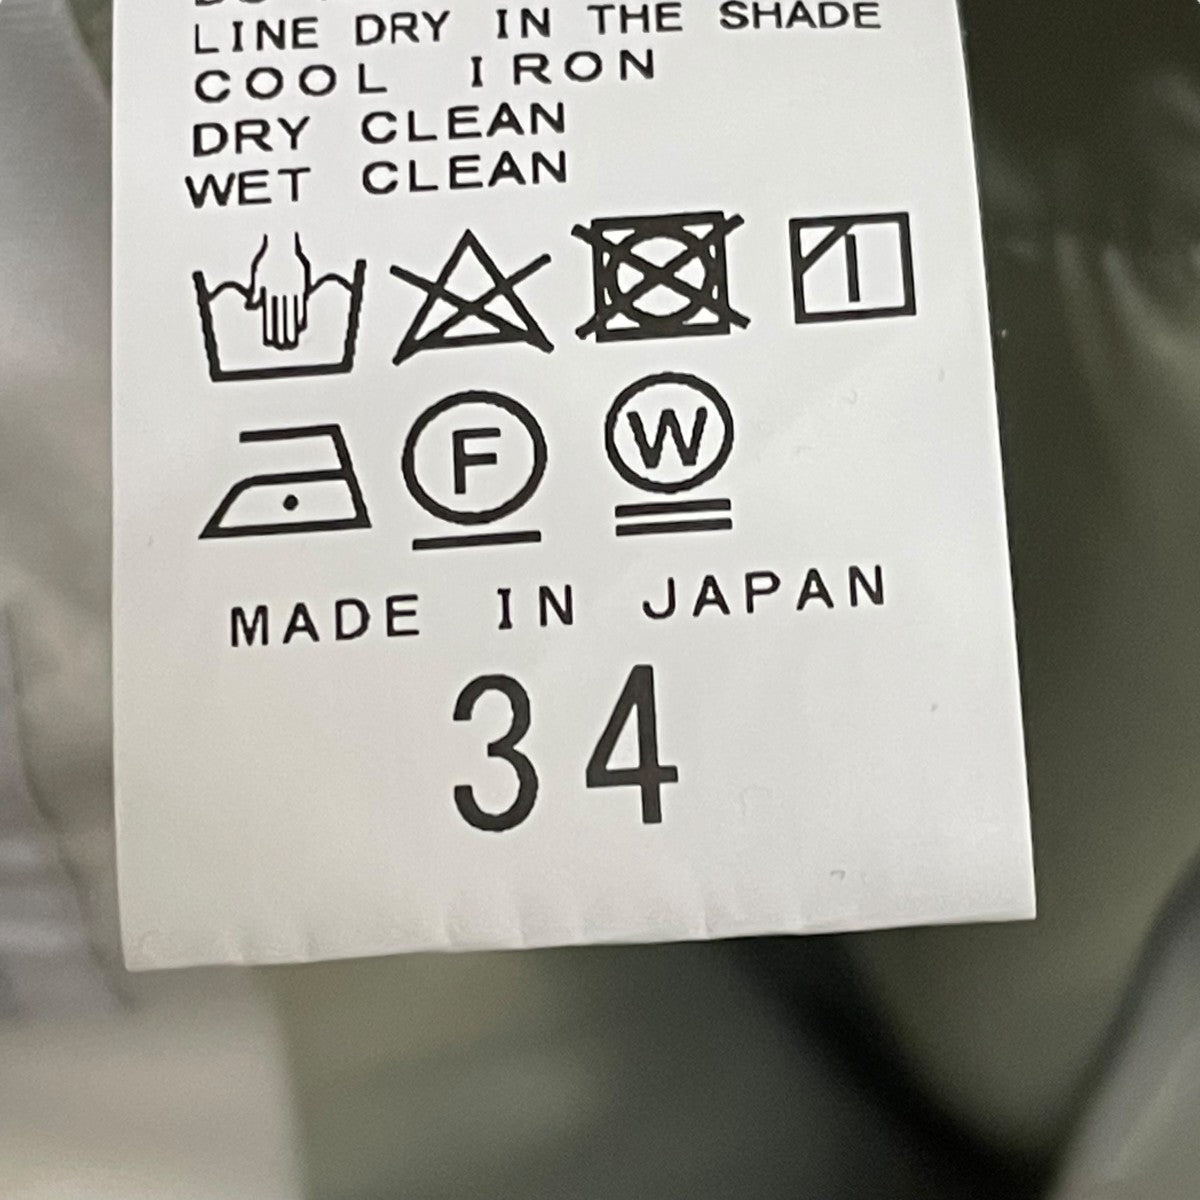 LINE DRY IN THE SHADE
COOL IRON
DRY CLEAN
WET CLEAN
F
W
MADE IN JAPAN
34